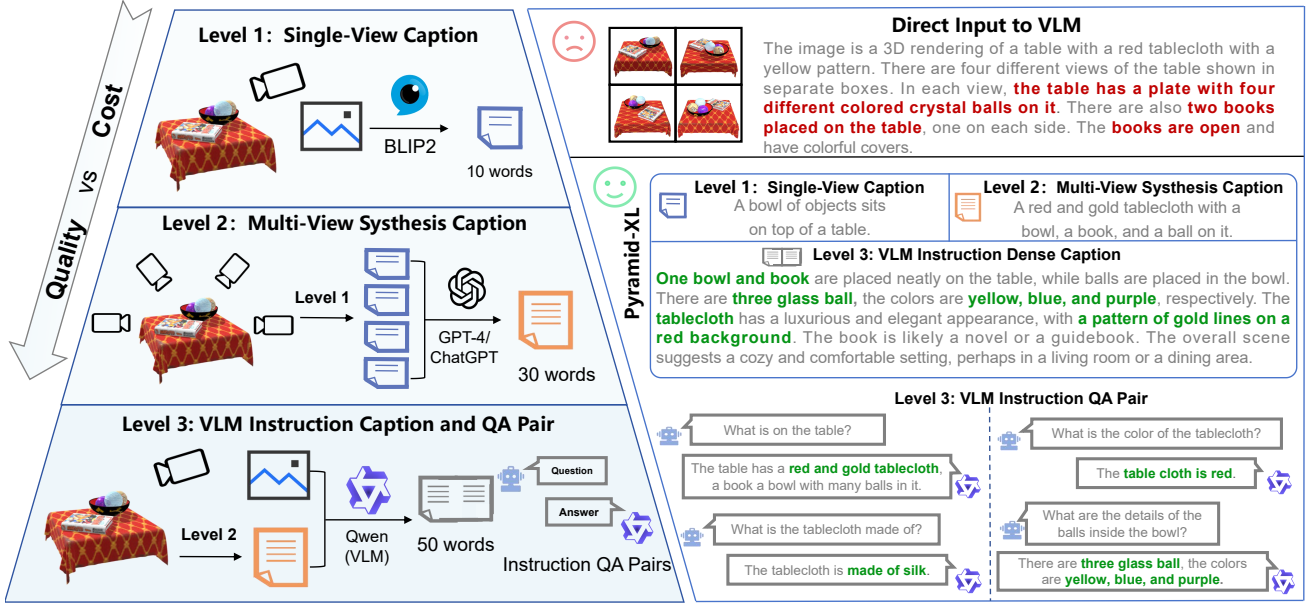 Quality vs Cost
Level 1: Single-View Caption
BLIP2
10 words
Level 2: Multi-View Systhesis Caption
Level 1
GPT-4/
ChatGPT
30 words
Level 3: VLM Instruction Caption and QA Pair
Level 2
Qwen
(VLM)
50 words
Question
Answer
Instruction QA Pairs
Direct Input to VLM
The image is a 3D rendering of a table with a red tablecloth with a
yellow pattern. There are four different views of the table shown in
separate boxes. In each view, the table has a plate with four
different colored crystal balls on it. There are also two books
placed on the table, one on each side. The books are open and
have colorful covers.
Pyramid-XL
Level 1: Single-View Caption
A bowl of objects sits
on top of a table.
Level 2: Multi-View Systhesis Caption
A red and gold tablecloth with a
bowl, a book, and a ball on it.
Level 3: VLM Instruction Dense Caption
One bowl and book are placed neatly on the table, while balls are placed in the bowl.
There are three glass ball, the colors are yellow, blue, and purple, respectively. The
tablecloth has a luxurious and elegant appearance, with a pattern of gold lines on a
red background. The book is likely a novel or a guidebook. The overall scene
suggests a cozy and comfortable setting, perhaps in a living room or a dining area.
Level 3: VLM Instruction QA Pair
What is on the table?
The table has a red and gold tablecloth,
a book a bowl with many balls in it.
What is the tablecloth made of?
The tablecloth is made of silk.
What is the color of the tablecloth?
The table cloth is red.
What are the details of the
balls inside the bowl?
There are three glass ball, the colors
are yellow, blue, and purple.